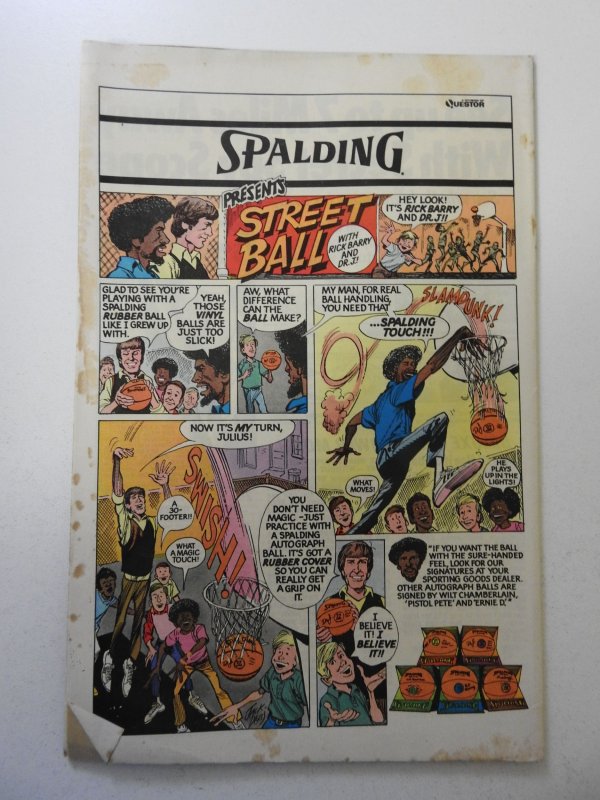 QUESTOR
SPALDING
PRESENTS
STREET
BALL
WITH
RICK BARRY
AND
DR. J!!
HEY LOOK!
IT'S RICK BARRY
AND DR. J!!
GLAD TO SEE YOU'RE
PLAYING WITH A
SPALDING
RUBBER BALL
LIKE I GREW UP
WITH.
YEAH,
THOSE
VINYL
BALLS ARE
JUST TOO
SLICK!
AW, WHAT
DIFFERENCE
CAN THE
BALL MAKE?
MY MAN, FOR REAL
BALL HANDLING,
YOU NEED THAT
...SPALDING
TOUCH!!!
SLAM DUNK!
WHAT
MOVES!
HE
PLAYS
UP IN THE
LIGHTS!
NOW IT'S MY TURN,
JULIUS!
SWISH!
A
30-
FOOTER!!
WHAT
A MAGIC
TOUCH!
YOU
DON'T NEED
MAGIC-JUST
PRACTICE WITH
A SPALDING
AUTOGRAPH
BALL. IT'S GOT A
RUBBER COVER
SO YOU CAN
REALLY GET
A GRIP ON
IT.
I
BELIEVE
IT! I
BELIEVE
IT!!
"IF YOU WANT THE BALL
WITH THE SURE-HANDED
FEEL, LOOK FOR OUR
SIGNATURES AT YOUR
SPORTING GOODS DEALER.
OTHER AUTOGRAPH BALLS ARE
SIGNED BY WILT CHAMBERLAIN,
'PISTOL PETE' AND 'ERNIE D.'"